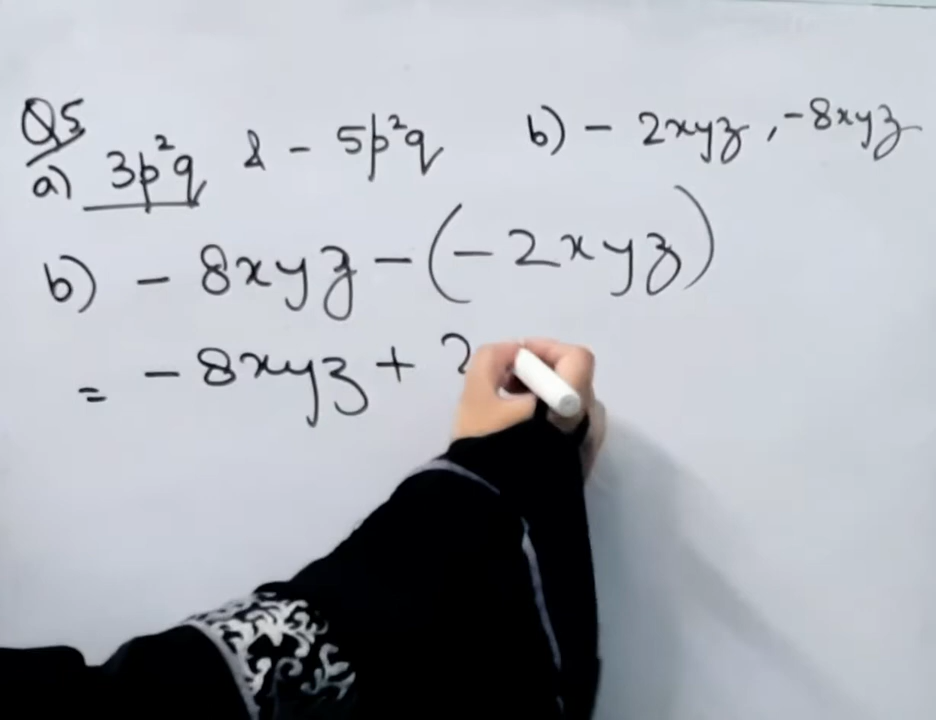 Q5
a) 3p²q & - 5p²q b) - 2xyz, -8xyz
b) - 8xyz - (- 2xyz)
= - 8xyz + 2